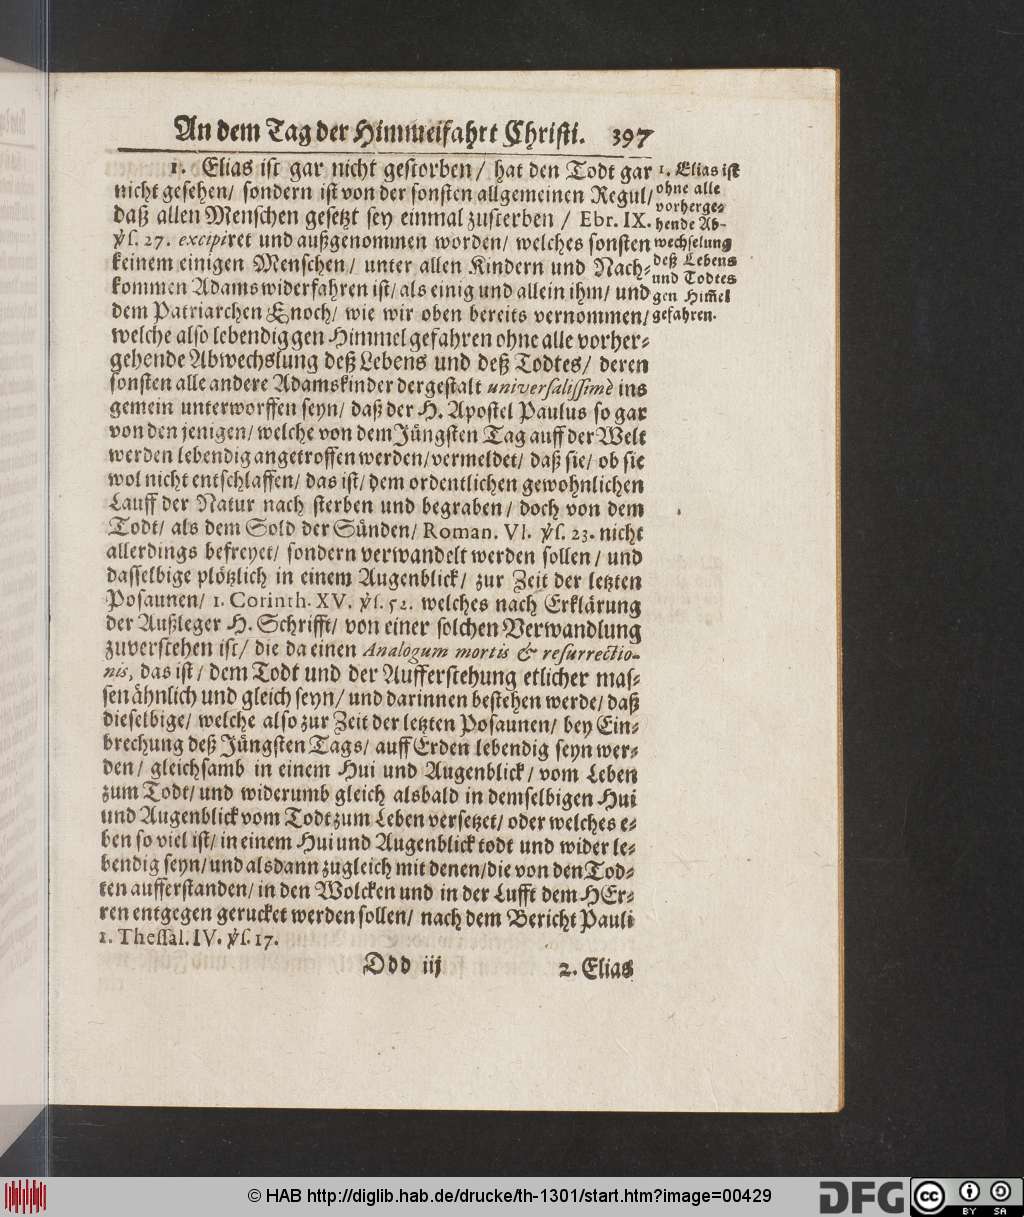 An dem Tag der Himmelfahrt Christi. 397
1. Elias ist gar nicht gestorben / hat den Todt gar
nicht gesehen / sondern ist von der sonsten allgemeinen Regul /
daß allen Menschen gesetzt sey einmal zusterben / Ebr. IX.
ỳs. 27. excipiret und außgenommen worden / welches sonsten
keinem einigen Menschen / unter allen Kindern und Nach-
kommen Adams widerfahren ist / als einig und allein ihm / und
dem Patriarchen Enoch / wie wir oben bereits vernommen /
welche also lebendig gen Himmel gefahren ohne alle vorher-
gehende Abwechslung deß Lebens und deß Todtes / deren
sonsten alle andere Adamskinder dergestalt universalissimè ins
gemein unterworffen seyn / daß der H. Apostel Paulus so gar
von den jenigen / welche von dem Jüngsten Tag auff der Welt
werden lebendig angetroffen werden / vermeldet / daß sie / ob sie
wol nicht entschlaffen / das ist / dem ordentlichen gewohnlichen
Lauff der Natur nach sterben und begraben / doch von dem
Todt / als dem Sold der Sünden / Roman. VI. ỳs. 23. nicht
allerdings befreyet / sondern verwandelt werden sollen / und
dasselbige plötzlich in einem Augenblick / zur Zeit der letzten
Posaunen / 1. Corinth. XV. ỳs. 52. welches nach Erklärung
der Außleger H. Schrifft / von einer solchen Verwandlung
zuverstehen ist / die da einen Analogum mortis & resurrectio-
nis, das ist / dem Todt und der Aufferstehung etlicher mas-
sen ähnlich und gleich seyn / und darinnen bestehen werde / daß
dieselbige / welche also zur Zeit der letzten Posaunen / bey Ein-
brechung deß Jüngsten Tags / auff Erden lebendig seyn wer-
den / gleichsamb in einem Hui und Augenblick / vom Leben
zum Todt / und widerumb gleich alsbald in demselbigen Hui
und Augenblick vom Todt zum Leben versetzet / oder welches e-
ben so viel ist / in einem Hui und Augenblick todt und wider le-
bendig seyn / und alsdann zugleich mit denen / die von den Tod-
ten aufferstanden / in den Wolcken und in der Lufft dem HEr-
ren entgegen gerucket werden sollen / nach dem Bericht Pauli
1. Thessal. IV. ỳs. 17.
Ddd iij
2. Elias
1. Elias ist
ohne alle
vorherge-
hende Ab-
wechselung
deß Lebens
und Todtes
gen Him̃el
gefahren.
© HAB http://diglib.hab.de/drucke/th-1301/start.htm?image=00429
DFG
cc
BY
SA